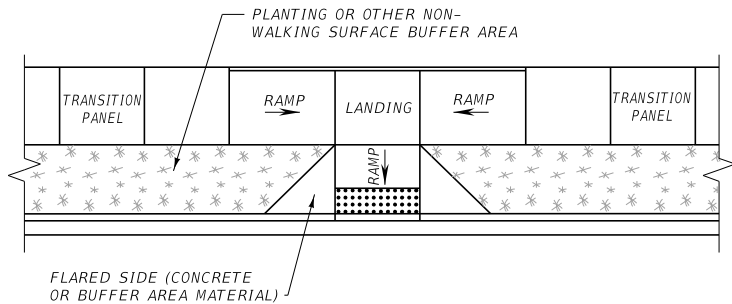 PLANTING OR OTHER NON-
WALKING SURFACE BUFFER AREA
TRANSITION
PANEL
RAMP
LANDING
RAMP
TRANSITION
PANEL
RAMP
FLARED SIDE (CONCRETE
OR BUFFER AREA MATERIAL)